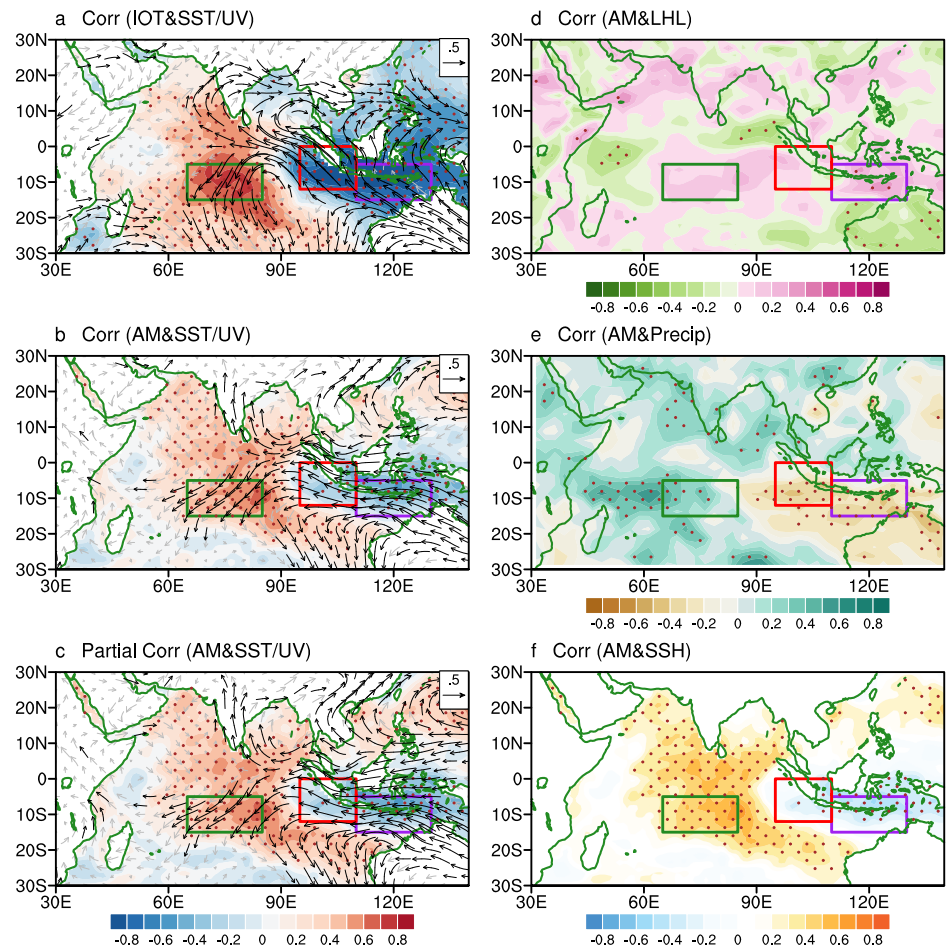 a Corr (IOT&SST/UV)
30N
20N
10N
0
10S
20S
30S
30E 60E 90E 120E
.5
d Corr (AM&LHL)
30N
20N
10N
0
10S
20S
30S
30E 60E 90E 120E
-0.8 -0.6 -0.4 -0.2 0 0.2 0.4 0.6 0.8
b Corr (AM&SST/UV)
30N
20N
10N
0
10S
20S
30S
30E 60E 90E 120E
.5
e Corr (AM&Precip)
30N
20N
10N
0
10S
20S
30S
30E 60E 90E 120E
-0.8 -0.6 -0.4 -0.2 0 0.2 0.4 0.6 0.8
c Partial Corr (AM&SST/UV)
30N
20N
10N
0
10S
20S
30S
30E 60E 90E 120E
.5
-0.8 -0.6 -0.4 -0.2 0 0.2 0.4 0.6 0.8
f Corr (AM&SSH)
30N
20N
10N
0
10S
20S
30S
30E 60E 90E 120E
-0.8 -0.6 -0.4 -0.2 0 0.2 0.4 0.6 0.8